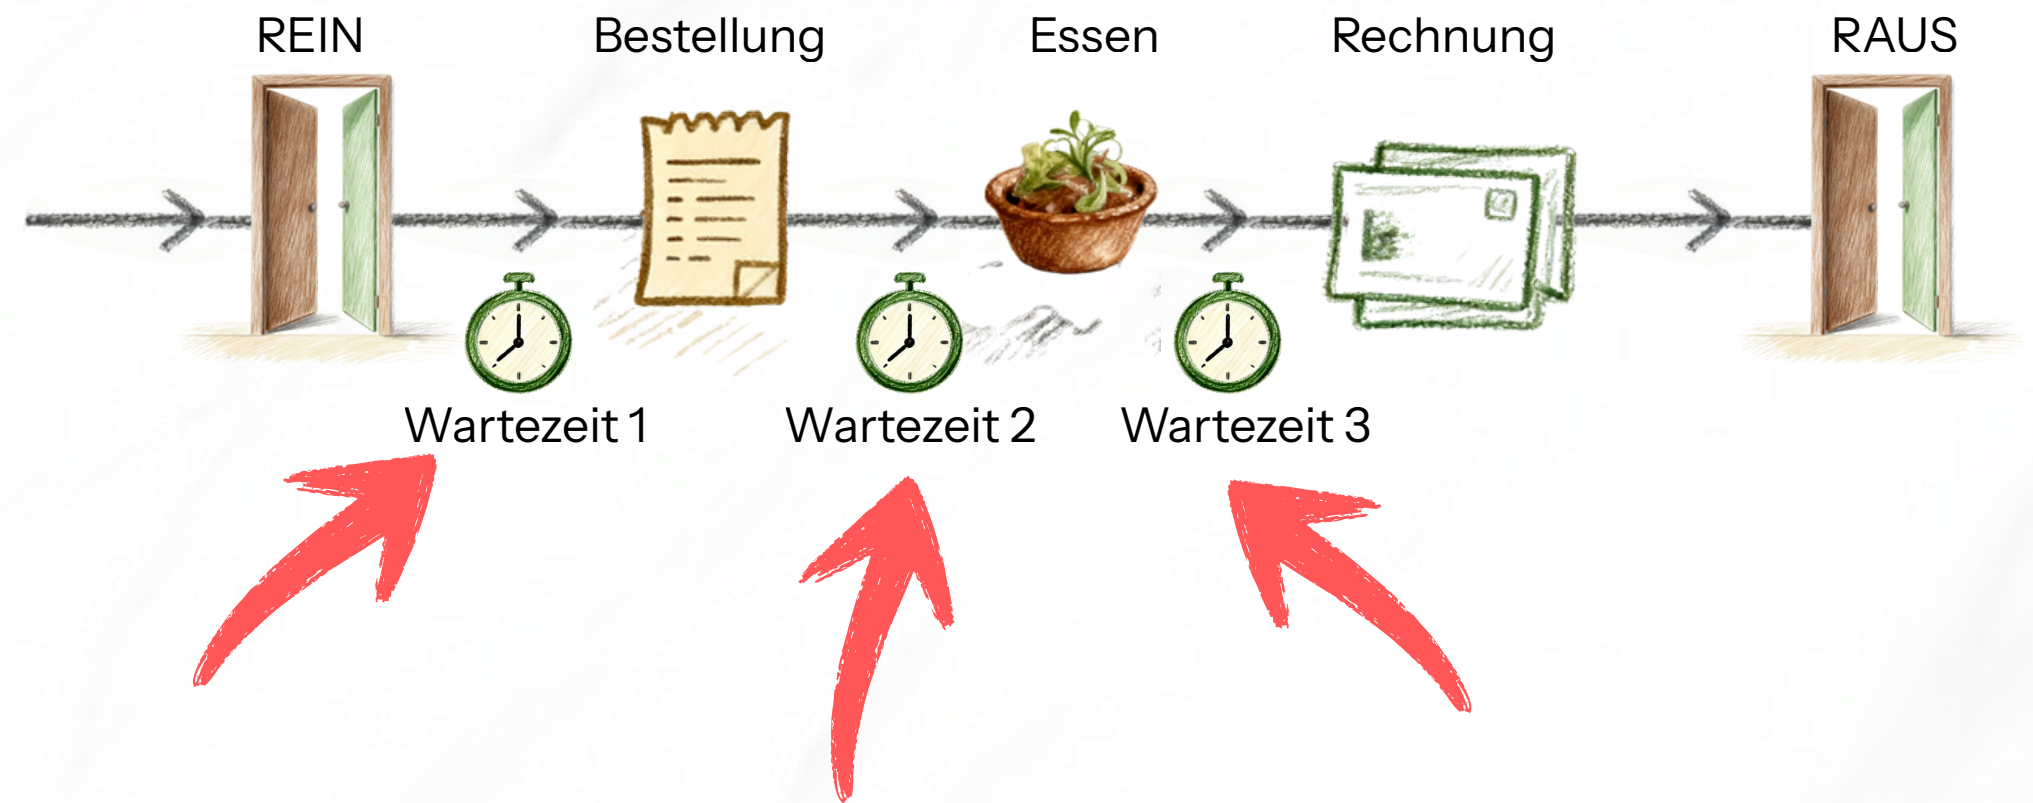 REIN
Bestellung
Essen
Rechnung
RAUS
Wartezeit 1
Wartezeit 2
Wartezeit 3